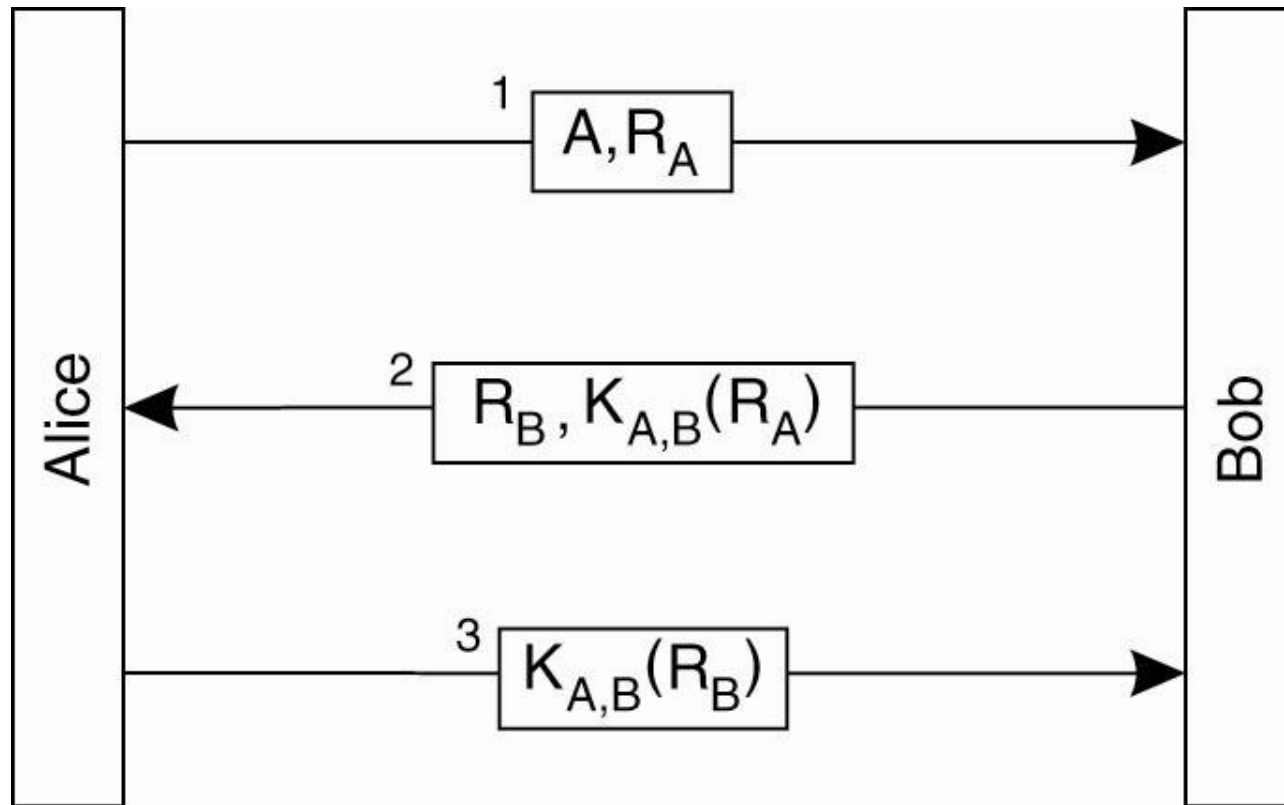 Alice
1
A, R_A
2
R_B, K_A,B(R_A)
3
K_A,B(R_B)
Bob